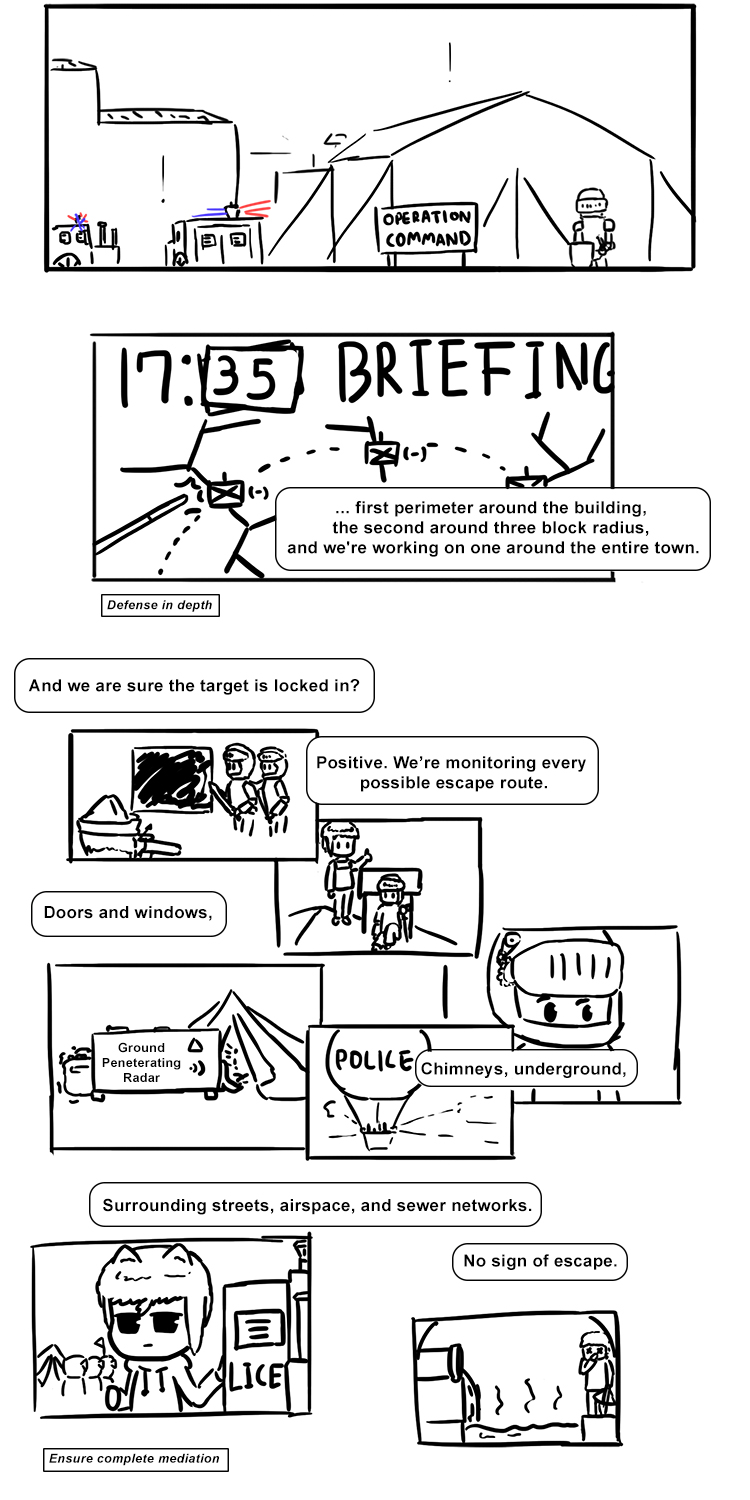 OPERATION
COMMAND
17:35 BRIEFING
... first perimeter around the building,
the second around three block radius,
and we're working on one around the entire town.
Defense in depth
And we are sure the target is locked in?
Positive. We’re monitoring every
possible escape route.
Doors and windows,
Ground
Peneterating
Radar
POLICE
Chimneys, underground,
Surrounding streets, airspace, and sewer networks.
No sign of escape.
LICE
Ensure complete mediation